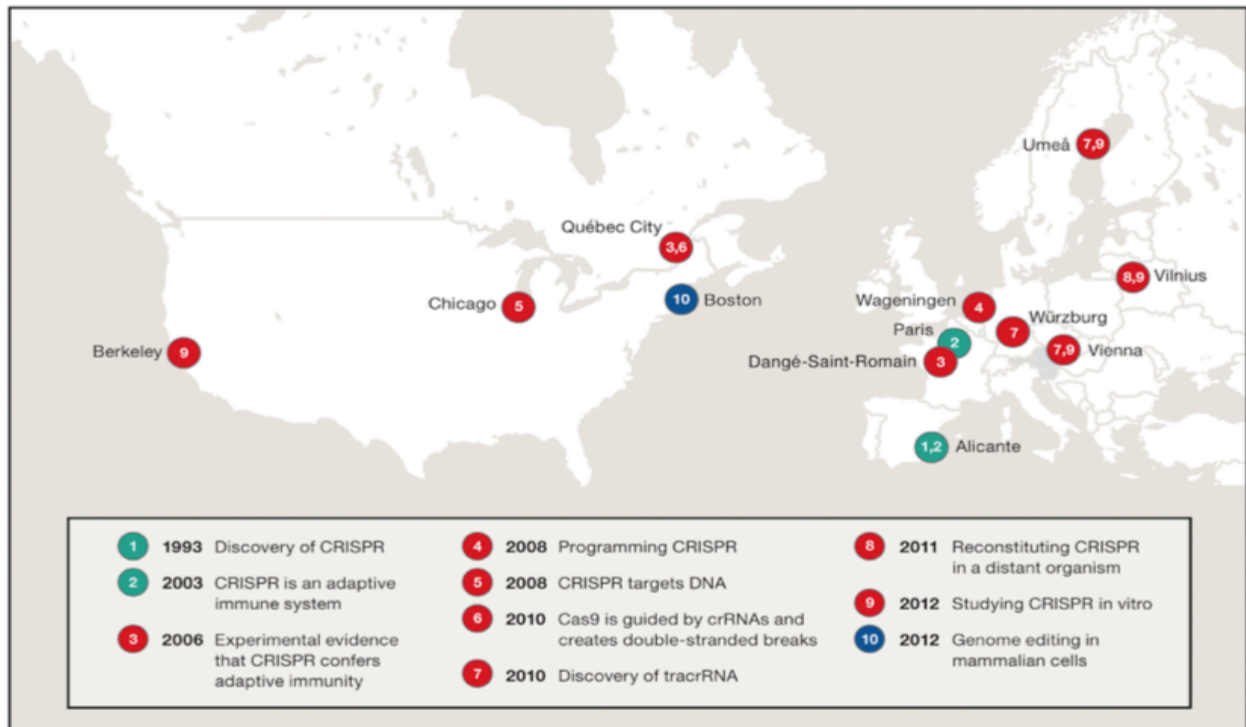 Umeå
7,9
Québec City
3,6
Vilnius
8,9
Chicago
5
10
Boston
Wageningen
4
Würzburg
7
Paris
2
Berkeley
9
Vienna
7,9
Dangé-Saint-Romain
3
Alicante
1,2
1 1993 Discovery of CRISPR
2 2003 CRISPR is an adaptive
immune system
3 2006 Experimental evidence
that CRISPR confers
adaptive immunity
4 2008 Programming CRISPR
5 2008 CRISPR targets DNA
6 2010 Cas9 is guided by crRNAs and
creates double-stranded breaks
7 2010 Discovery of tracrRNA
8 2011 Reconstituting CRISPR
in a distant organism
9 2012 Studying CRISPR in vitro
10 2012 Genome editing in
mammalian cells